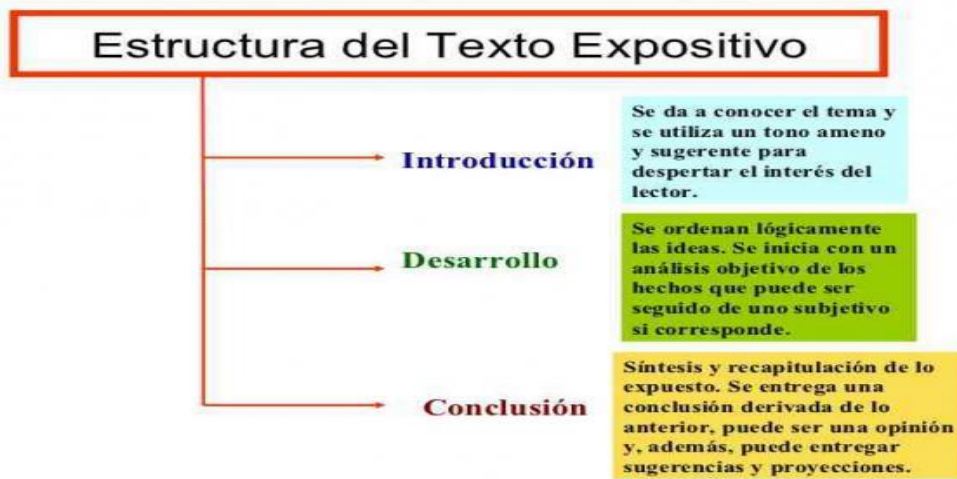 Estructura del Texto Expositivo
Introducción
Se da a conocer el tema y
se utiliza un tono ameno
y sugerente para
despertar el interés del
lector.
Desarrollo
Se ordenan lógicamente
las ideas. Se inicia con un
análisis objetivo de los
hechos que puede ser
seguido de uno subjetivo
si corresponde.
Conclusión
Síntesis y recapitulación de lo
expuesto. Se entrega una
conclusión derivada de lo
anterior, puede ser una opinión
y, además, puede entregar
sugerencias y proyecciones.